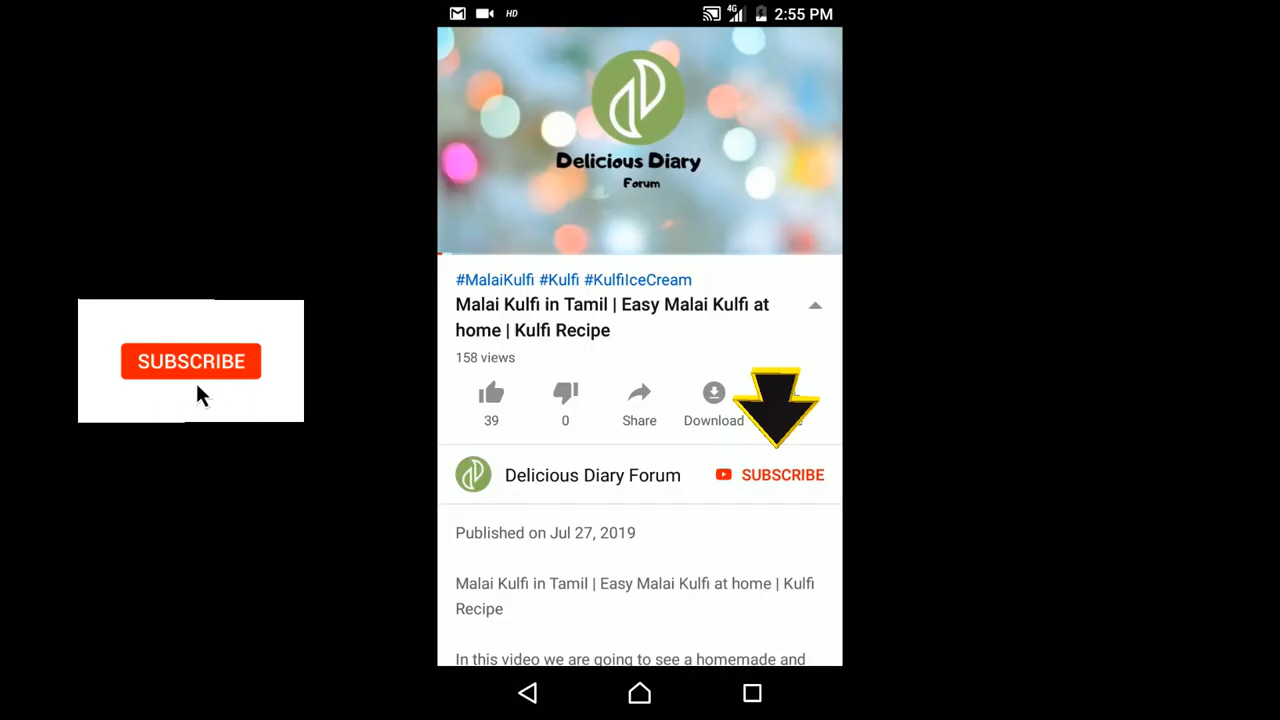 HD
4G
2:55 PM
Delicious Diary
Forum
#MalaiKulfi #Kulfi #KulfiIceCream
Malai Kulfi in Tamil | Easy Malai Kulfi at
home | Kulfi Recipe
158 views
39
0
Share
Download
SUBSCRIBE
Delicious Diary Forum
SUBSCRIBE
Published on Jul 27, 2019
Malai Kulfi in Tamil | Easy Malai Kulfi at home | Kulfi
Recipe
In this video we are going to see a homemade and